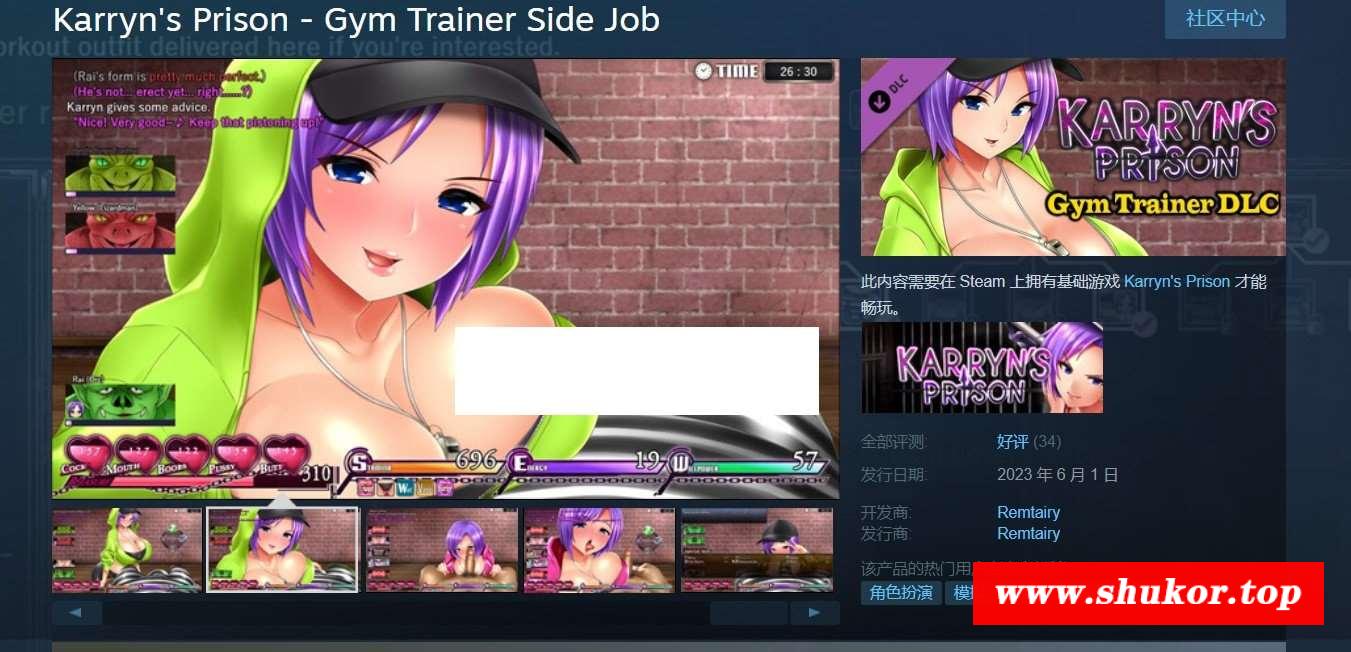 Karryn's Prison - Gym Trainer Side Job
社区中心
orkout outfit delivered here if you're interested.
(Rai's form is pretty much perfect.)
(He's not... erect yet... right......?)
Karryn gives some advice.
"Nice! Very good~♪ Keep that pistoning up!"
TIME 26 : 30
Yellow (Lizardman)
Rai (Orc)
COCK
MOUTH
BOOBS
PUSSY
BUTT
PLEASURE
310
STAMINA 696
ENERGY 19
WILLPOWER 57
DLC
KARRYN'S
PRISON
Gym Trainer DLC
此内容需要在 Steam 上拥有基础游戏 Karryn's Prison 才能
畅玩。
KARRYN'S
PRISON
全部评测: 好评 (34)
发行日期: 2023 年 6 月 1 日
开发商: Remtairy
发行商: Remtairy
该产品的热门用
角色扮演
www.shukor.top